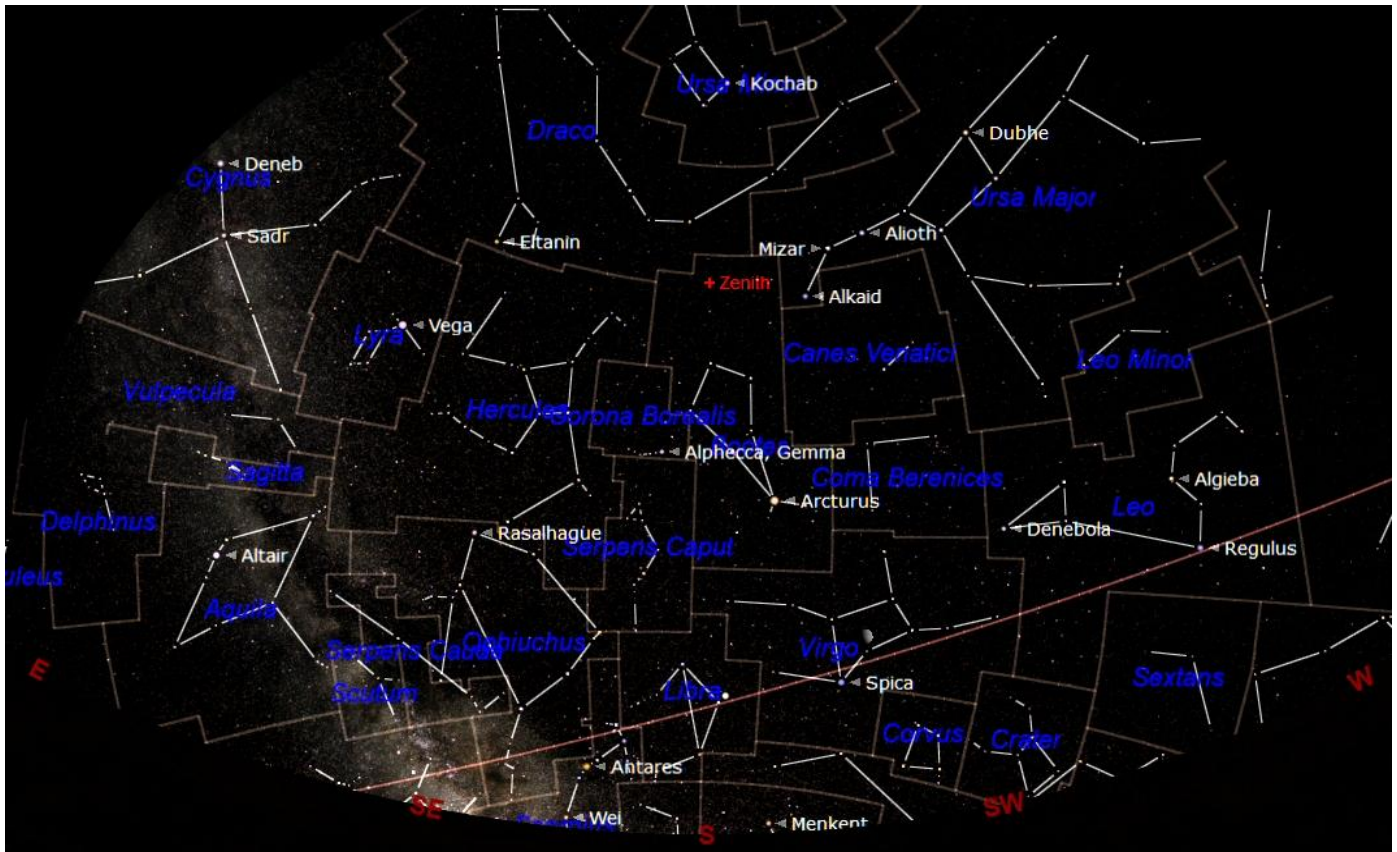 Ursa Minor
Kochab
Draco
Dubhe
Deneb
Cygnus
Ursa Major
Sadr
Eltanin
Mizar
Alioth
Zenith
Alkaid
Vega
Lyra
Canes Venatici
Leo Minor
Vulpecula
Hercules
Corona Borealis
Bootes
Alphecca, Gemma
Sagitta
Coma Berenices
Algieba
Arcturus
Leo
Delphinus
Denebola
Rasalhague
Serpens Caput
Regulus
Altair
uleus
Aquila
Ophiuchus
Serpens Cauda
Virgo
E
Scutum
Libra
Spica
Sextans
W
Corvus
Crater
Antares
SE
SW
Wei
S
Menkent